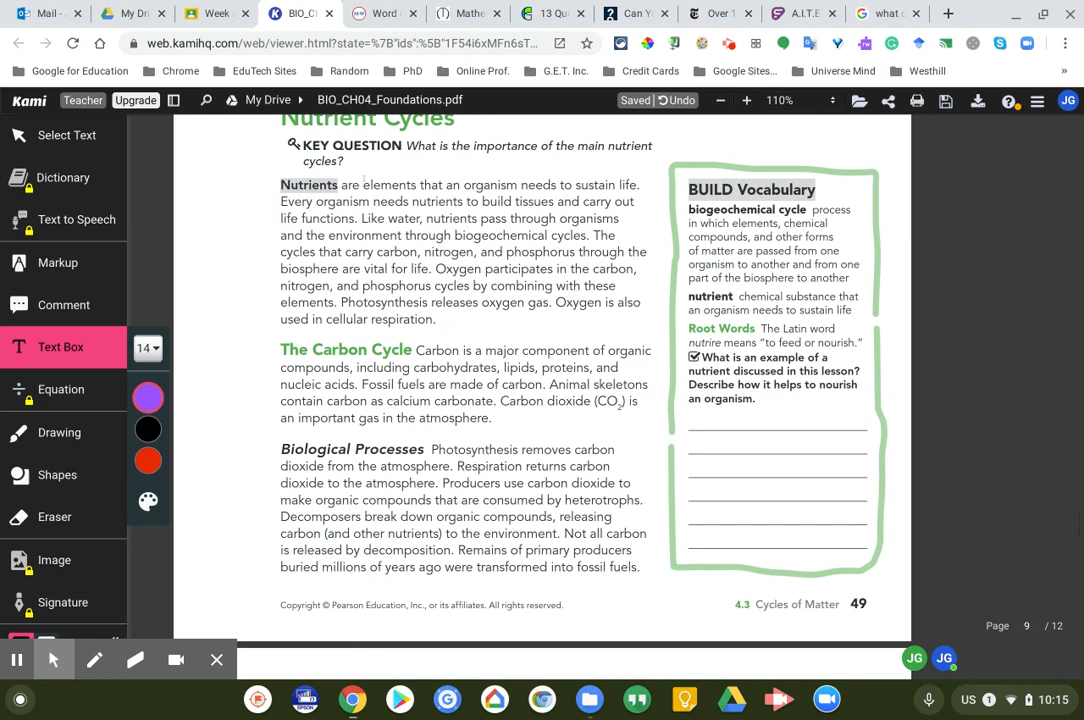 Mail -
My Dri
Week
BIO_CH
Word
Mathe
13 Que
Can Yo
Over 1
A.I.T.E
what c
web.kamihq.com/web/viewer.html?state=%7B"ids":%5B"1F54i6xMFn6sT...
Google for Education
Chrome
EduTech Sites
Random
PhD
Online Prof.
G.E.T. Inc.
Credit Cards
Google Sites...
Universe Mind
Westhill
»
Kami
Teacher
Upgrade
My Drive
BIO_CH04_Foundations.pdf
Saved
Undo
110%
JG
Select Text
Dictionary
Text to Speech
Markup
Comment
Text Box
Equation
Drawing
Shapes
Eraser
Image
Signature
14
Nutrient Cycles
KEY QUESTION What is the importance of the main nutrient
cycles?
Nutrients are elements that an organism needs to sustain life.
Every organism needs nutrients to build tissues and carry out
life functions. Like water, nutrients pass through organisms
and the environment through biogeochemical cycles. The
cycles that carry carbon, nitrogen, and phosphorus through the
biosphere are vital for life. Oxygen participates in the carbon,
nitrogen, and phosphorus cycles by combining with these
elements. Photosynthesis releases oxygen gas. Oxygen is also
used in cellular respiration.
The Carbon Cycle Carbon is a major component of organic
compounds, including carbohydrates, lipids, proteins, and
nucleic acids. Fossil fuels are made of carbon. Animal skeletons
contain carbon as calcium carbonate. Carbon dioxide (CO₂) is
an important gas in the atmosphere.
Biological Processes Photosynthesis removes carbon
dioxide from the atmosphere. Respiration returns carbon
dioxide to the atmosphere. Producers use carbon dioxide to
make organic compounds that are consumed by heterotrophs.
Decomposers break down organic compounds, releasing
carbon (and other nutrients) to the environment. Not all carbon
is released by decomposition. Remains of primary producers
buried millions of years ago were transformed into fossil fuels.
BUILD Vocabulary
biogeochemical cycle process
in which elements, chemical
compounds, and other forms
of matter are passed from one
organism to another and from one
part of the biosphere to another
nutrient chemical substance that
an organism needs to sustain life
Root Words The Latin word
nutrire means "to feed or nourish."
What is an example of a
nutrient discussed in this lesson?
Describe how it helps to nourish
an organism.
Copyright © Pearson Education, Inc., or its affiliates. All rights reserved.
4.3 Cycles of Matter 49
Page 9 / 12
JG
JG
US
1
10:15